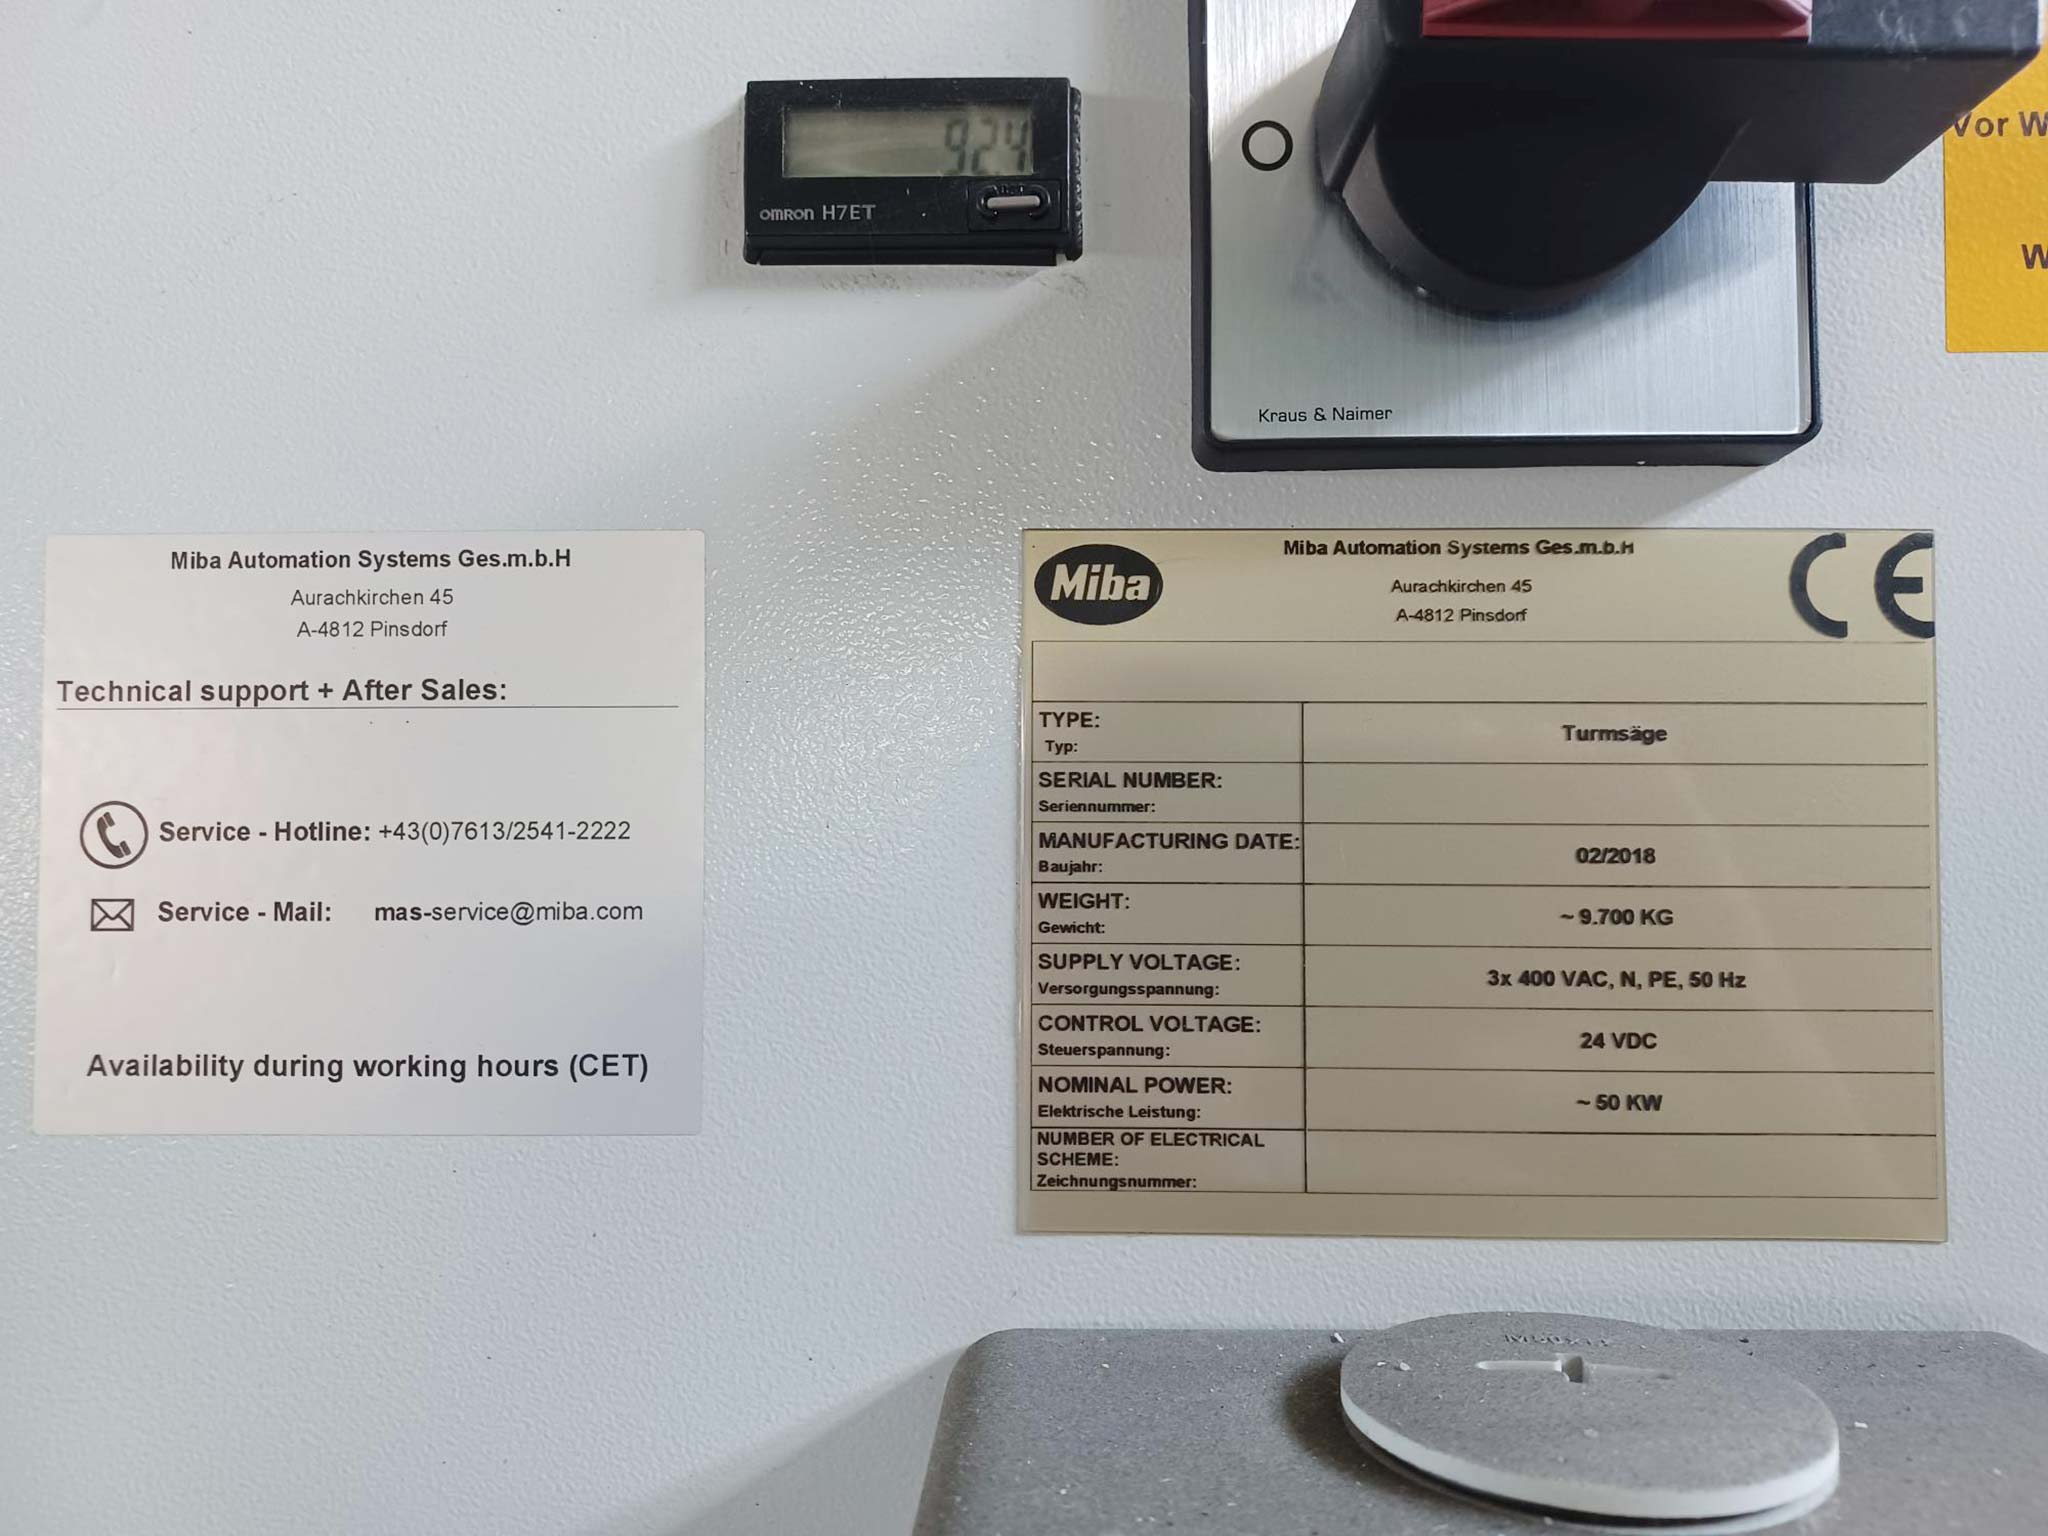 92.4
OMRON H7ET
Kraus & Naimer
Vor W
W
Miba Automation Systems Ges.m.b.H
Aurachkirchen 45
A-4812 Pinsdorf
Technical support + After Sales:
Service - Hotline: +43(0)7613/2541-2222
Service - Mail: mas-service@miba.com
Availability during working hours (CET)
Miba
Miba Automation Systems Ges.m.b.H
Aurachkirchen 45
A-4812 Pinsdorf
CE
TYPE:
Typ:
Turmsäge
SERIAL NUMBER:
Seriennummer:
MANUFACTURING DATE:
Baujahr:
02/2018
WEIGHT:
Gewicht:
~ 9.700 KG
SUPPLY VOLTAGE:
Versorgungsspannung:
3x 400 VAC, N, PE, 50 Hz
CONTROL VOLTAGE:
Steuerspannung:
24 VDC
NOMINAL POWER:
Elektrische Leistung:
~ 50 KW
NUMBER OF ELECTRICAL
SCHEME:
Zeichnungsnummer: